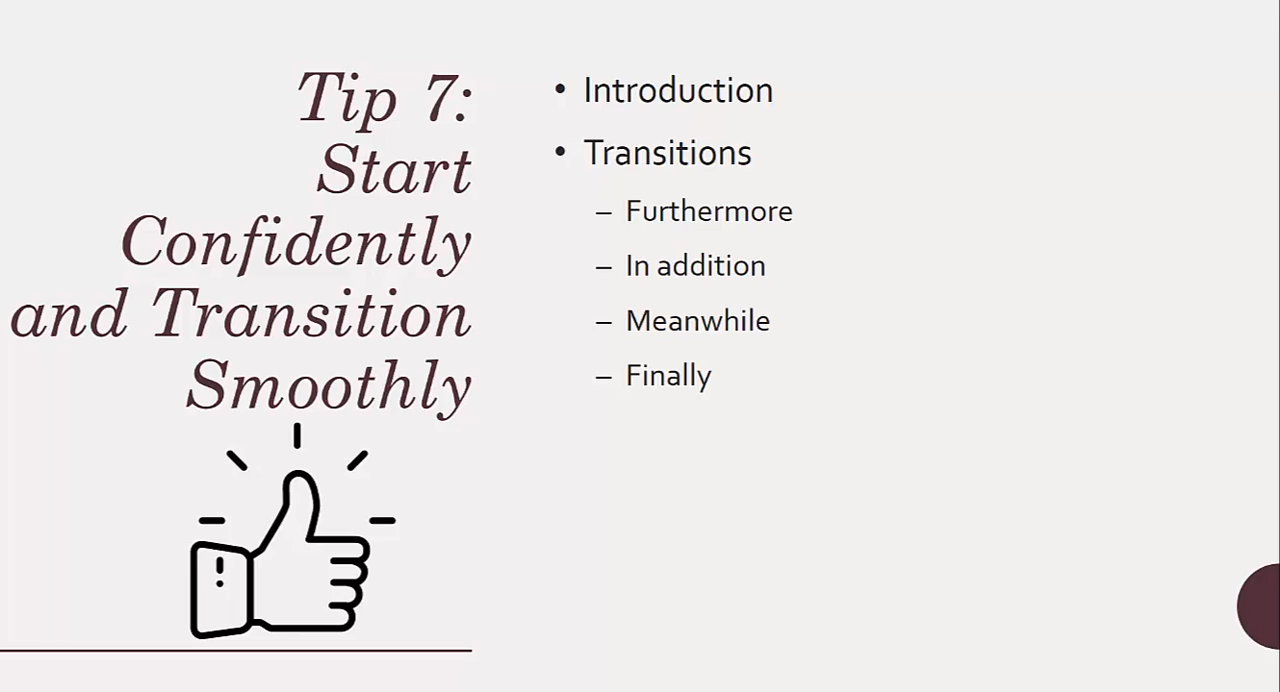 Tip 7:
Start
Confidently
and Transition
Smoothly
• Introduction
• Transitions
– Furthermore
– In addition
– Meanwhile
– Finally